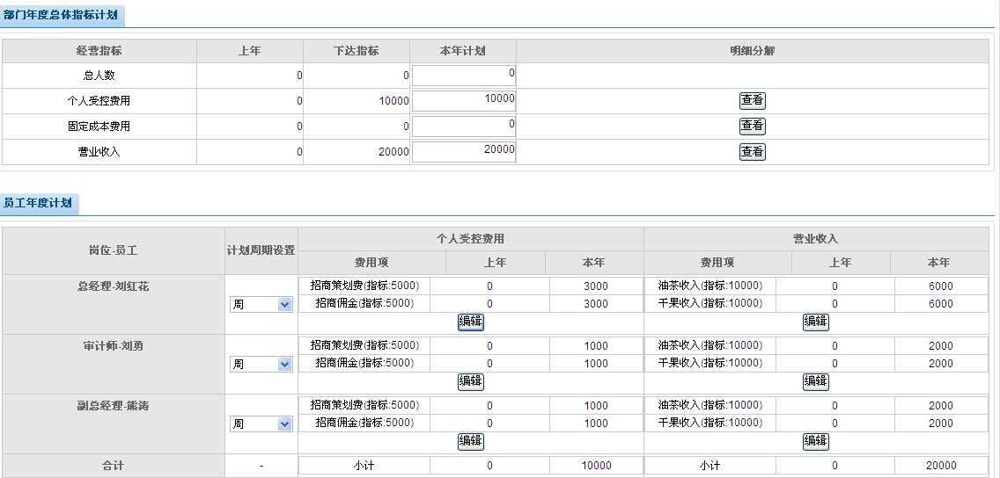 部门年度总体指标计划
经营指标 上年 下达指标 本年计划 明细分解
总人数 0 0 0
个人受控费用 0 10000 10000 查看
固定成本费用 0 0 0 查看
营业收入 0 20000 20000 查看
员工年度计划
岗位-员工 计划周期设置 个人受控费用 营业收入
费用项 上年 本年 费用项 上年 本年
总经理-刘红花 周 招商策划费(指标:5000) 0 3000 油茶收入(指标:10000) 0 6000
招商佣金(指标:5000) 0 3000 干果收入(指标:10000) 0 6000
编辑 编辑
审计师-刘勇 周 招商策划费(指标:5000) 0 1000 油茶收入(指标:10000) 0 2000
招商佣金(指标:5000) 0 1000 干果收入(指标:10000) 0 2000
编辑 编辑
副总经理-熊涛 周 招商策划费(指标:5000) 0 1000 油茶收入(指标:10000) 0 2000
招商佣金(指标:5000) 0 1000 干果收入(指标:10000) 0 2000
编辑 编辑
合计 - 小计 0 10000 小计 0 20000